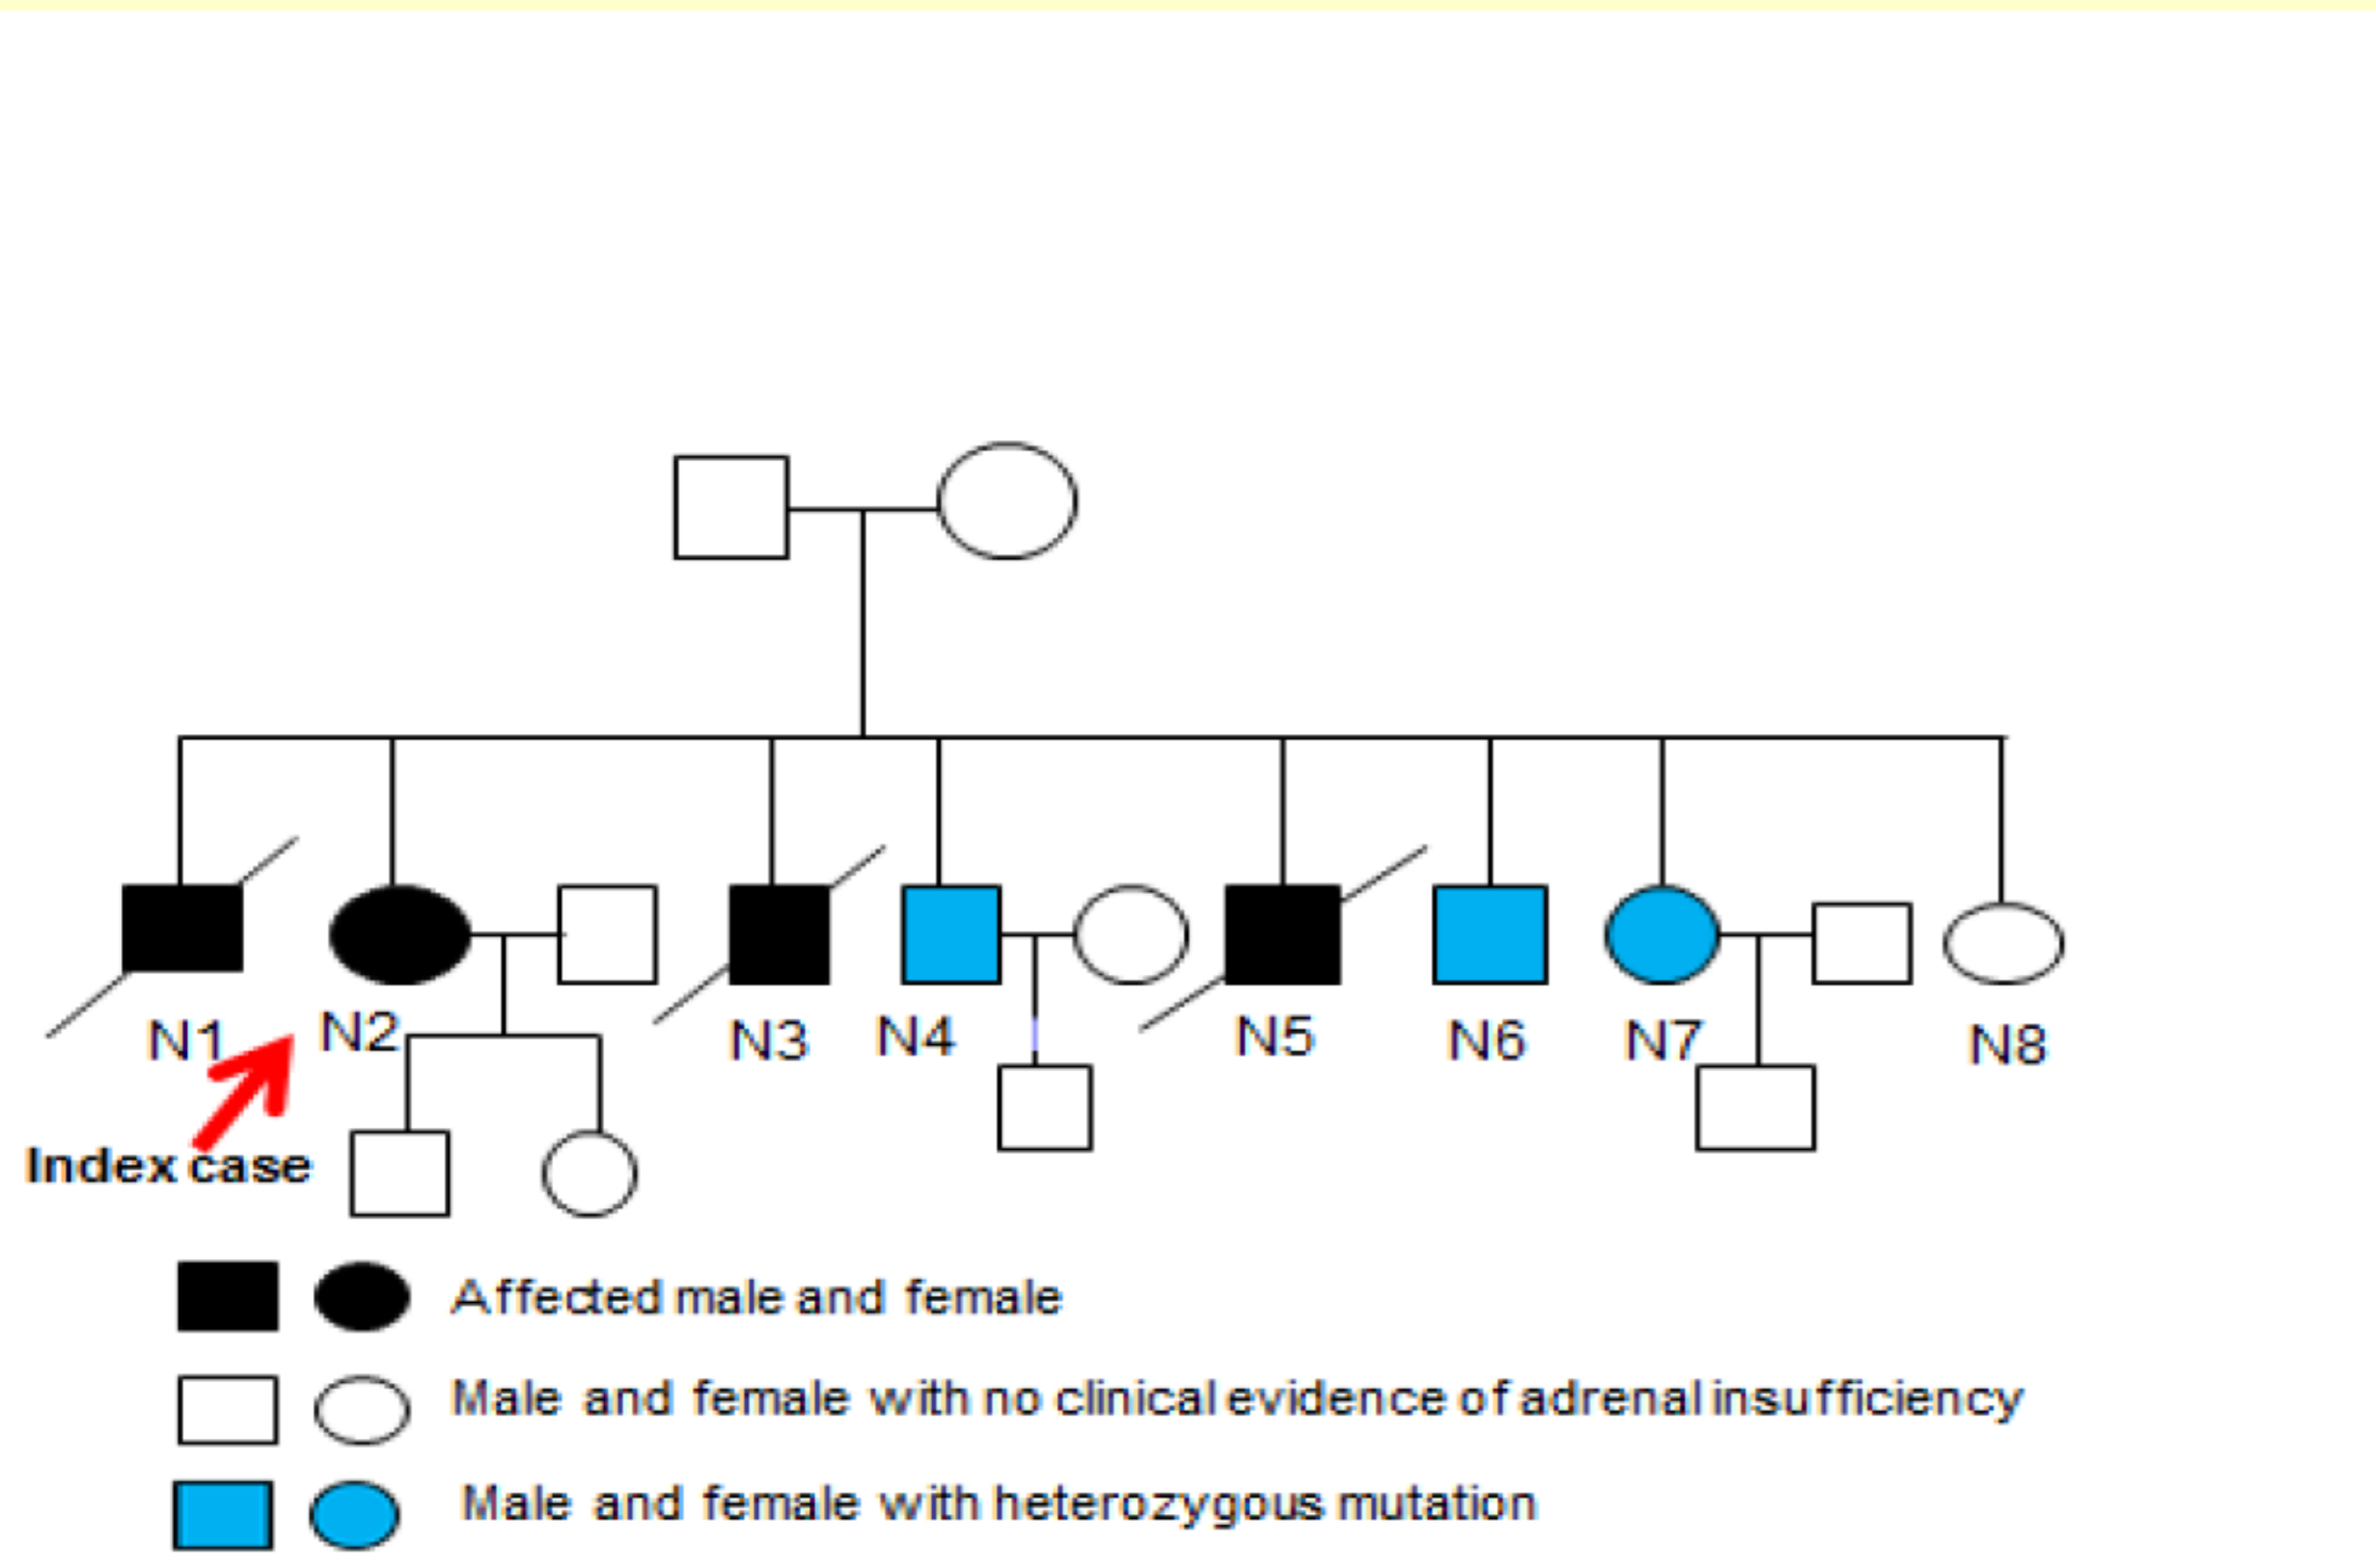 N1
N2
N3
N4
N5
N6
N7
N8
Index case
Affected male and female
Male and female with no clinical evidence of adrenal insufficiency
Male and female with heterozygous mutation